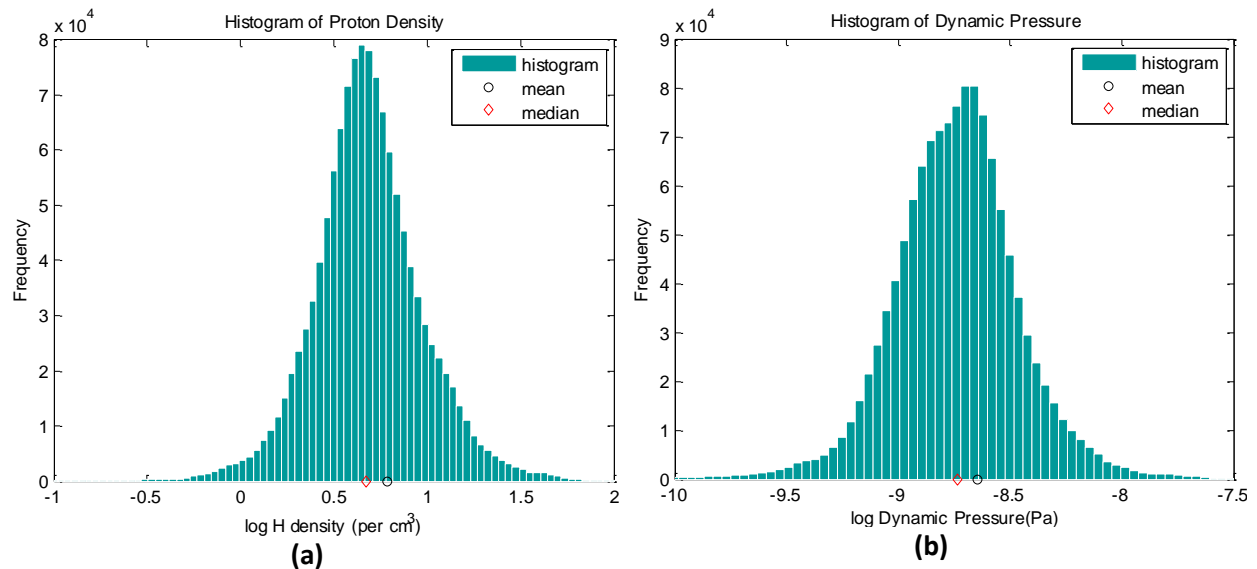 Histogram of Proton Density
x 10^4
8
7
6
5
4
3
2
1
0
Frequency
-1
-0.5
0
0.5
1
1.5
2
log H density (per cm^3)
histogram
mean
median
(a)
Histogram of Dynamic Pressure
x 10^4
9
8
7
6
5
4
3
2
1
0
Frequency
-10
-9.5
-9
-8.5
-8
-7.5
log Dynamic Pressure(Pa)
histogram
mean
median
(b)